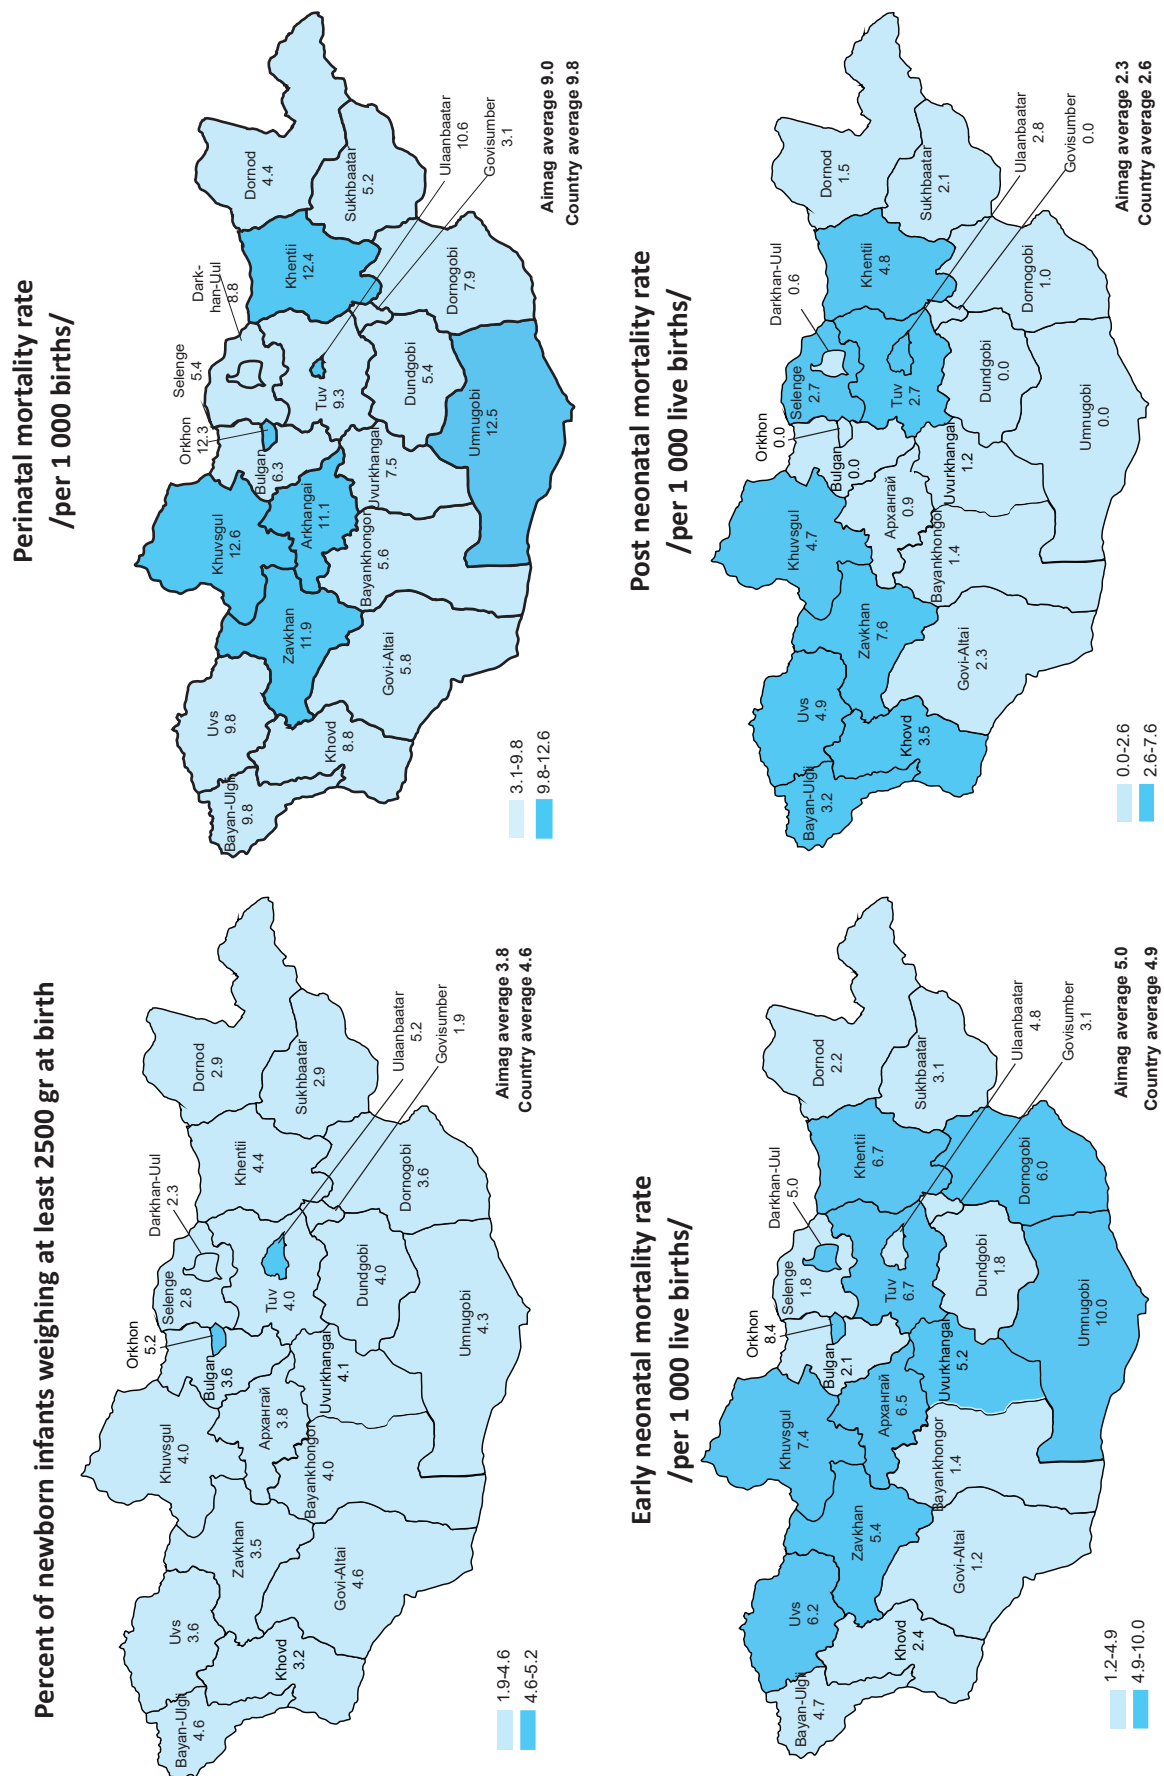 Percent of newborn infants weighing at least 2500 gr at birth
Bayan-Ulgii
4.6
Uvs
3.6
Khovd
3.2
Zavkhan
3.5
Govi-Altai
4.6
Khuvsgul
4.0
Архангай
3.8
Bayankhongor
4.0
Orkhon
5.2
Bulgan
3.6
Uvurkhangai
4.1
Selenge
2.8
Darkhan-Uul
2.3
Tuv
4.0
Dundgobi
4.0
Umnugobi
4.3
Khentii
4.4
Dornogobi
3.6
Dornod
2.9
Sukhbaatar
2.9
Ulaanbaatar
5.2
Govisumber
1.9
1.9-4.6
4.6-5.2
Aimag average 3.8
Country average 4.6
Perinatal mortality rate
/per 1 000 births/
Bayan-Ulgii
9.8
Uvs
9.8
Khovd
8.8
Zavkhan
11.9
Govi-Altai
5.8
Khuvsgul
12.6
Arkhangai
11.1
Bayankhongor
5.6
Orkhon
12.3
Bulgan
6.3
Uvurkhangai
7.5
Selenge
5.4
Dark-
han-Uul
8.8
Tuv
9.3
Dundgobi
5.4
Umnugobi
12.5
Khentii
12.4
Dornogobi
7.9
Dornod
4.4
Sukhbaatar
5.2
Ulaanbaatar
10.6
Govisumber
3.1
3.1-9.8
9.8-12.6
Aimag average 9.0
Country average 9.8
Early neonatal mortality rate
/per 1 000 live births/
Bayan-Ulgii
4.7
Uvs
6.2
Khovd
2.4
Zavkhan
5.4
Govi-Altai
1.2
Khuvsgul
7.4
Архангай
6.5
Bayankhongor
1.4
Orkhon
8.4
Bulgan
2.1
Uvurkhangai
5.2
Selenge
1.8
Darkhan-Uul
5.0
Tuv
6.7
Dundgobi
1.8
Umnugobi
10.0
Khentii
6.7
Dornogobi
6.0
Dornod
2.2
Sukhbaatar
3.1
Ulaanbaatar
4.8
Govisumber
3.1
1.2-4.9
4.9-10.0
Aimag average 5.0
Country average 4.9
Post neonatal mortality rate
/per 1 000 live births/
Bayan-Ulgii
3.2
Uvs
4.9
Khovd
3.5
Zavkhan
7.6
Govi-Altai
2.3
Khuvsgul
4.7
Архангай
0.9
Bayankhongor
1.4
Orkhon
0.0
Bulgan
0.0
Uvurkhangai
1.2
Selenge
2.7
Darkhan-Uul
0.6
Tuv
2.7
Dundgobi
0.0
Umnugobi
0.0
Khentii
4.8
Dornogobi
1.0
Dornod
1.5
Sukhbaatar
2.1
Ulaanbaatar
2.8
Govisumber
0.0
0.0-2.6
2.6-7.6
Aimag average 2.3
Country average 2.6